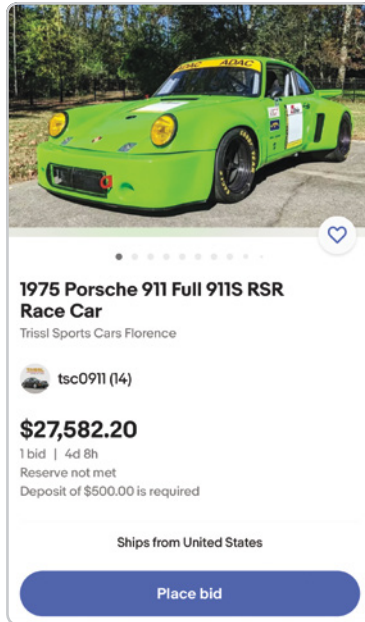 ADAC ADAC
1975 Porsche 911 Full 911S RSR
Race Car
Trissl Sports Cars Florence
tsc0911 (14)
$27,582.20
1 bid | 4d 8h
Reserve not met
Deposit of $500.00 is required
Ships from United States
Place bid